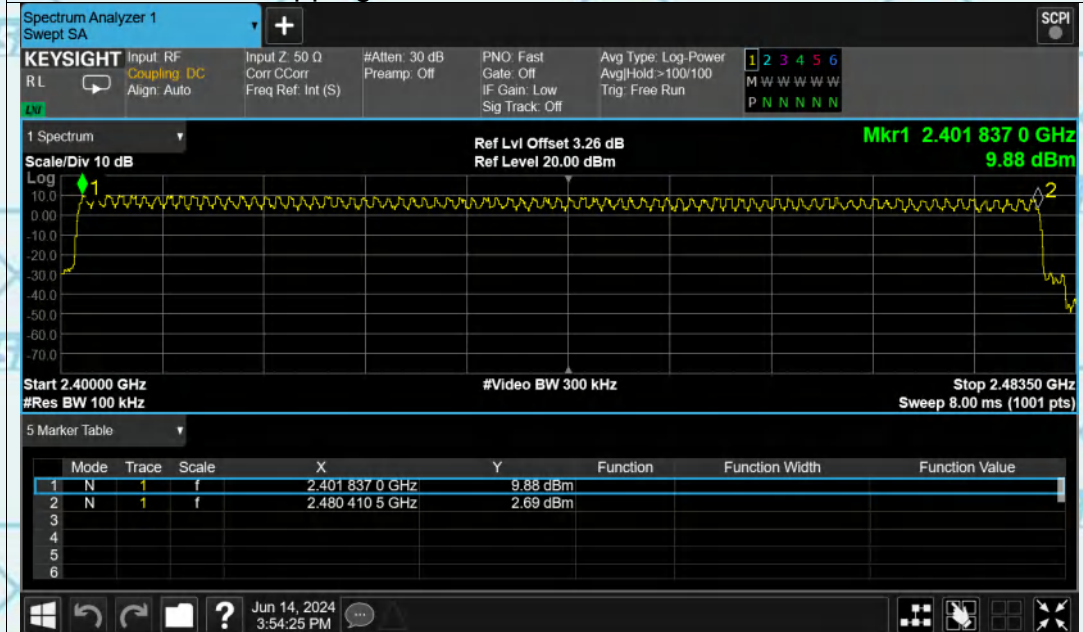 Spectrum Analyzer 1
Swept SA
+
SCPI
KEYSIGHT
RL
LNI
Input: RF
Coupling: DC
Align: Auto
Input Z: 50 Ω
Corr CCorr
Freq Ref: Int (S)
#Atten: 30 dB
Preamp: Off
PNO: Fast
Gate: Off
IF Gain: Low
Sig Track: Off
Avg Type: Log-Power
Avg|Hold:>100/100
Trig: Free Run
1 2 3 4 5 6
M W W W W W
P N N N N N
1 Spectrum
Scale/Div 10 dB
Ref Lvl Offset 3.26 dB
Ref Level 20.00 dBm
Mkr1 2.401 837 0 GHz
9.88 dBm
Log
1
2
10.0
0.00
-10.0
-20.0
-30.0
-40.0
-50.0
-60.0
-70.0
Start 2.40000 GHz
#Res BW 100 kHz
#Video BW 300 kHz
Stop 2.48350 GHz
Sweep 8.00 ms (1001 pts)
5 Marker Table
Mode Trace Scale X Y Function Function Width Function Value
1 N 1 f 2.401 837 0 GHz 9.88 dBm
2 N 1 f 2.480 410 5 GHz 2.69 dBm
3
4
5
6
?
Jun 14, 2024
3:54:25 PM